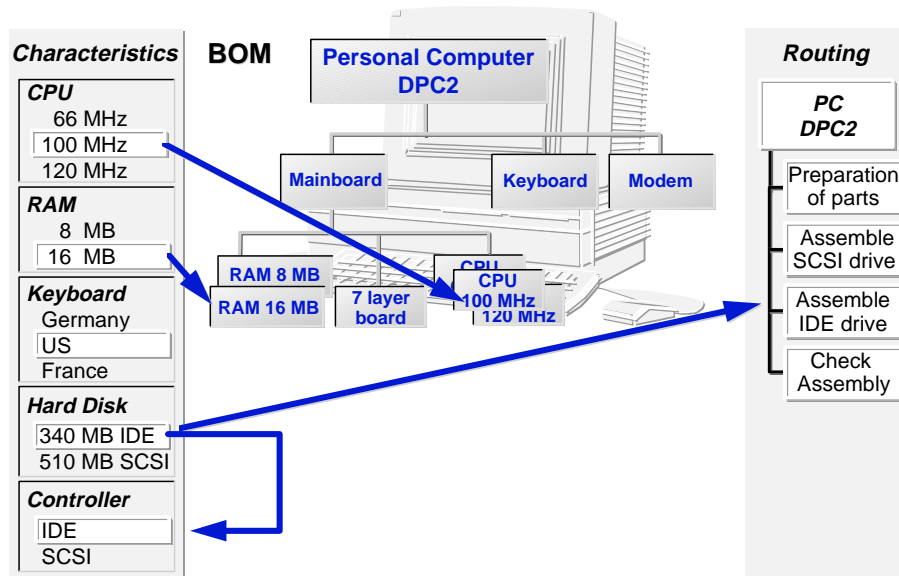 Characteristics
CPU
66 MHz
100 MHz
120 MHz
RAM
8 MB
16 MB
Keyboard
Germany
US
France
Hard Disk
340 MB IDE
510 MB SCSI
Controller
IDE
SCSI
BOM
Personal Computer
DPC2
Mainboard
Keyboard
Modem
RAM 8 MB
RAM 16 MB
7 layer
board
CPU
CPU
100 MHz
120 MHz
Routing
PC
DPC2
Preparation
of parts
Assemble
SCSI drive
Assemble
IDE drive
Check
Assembly